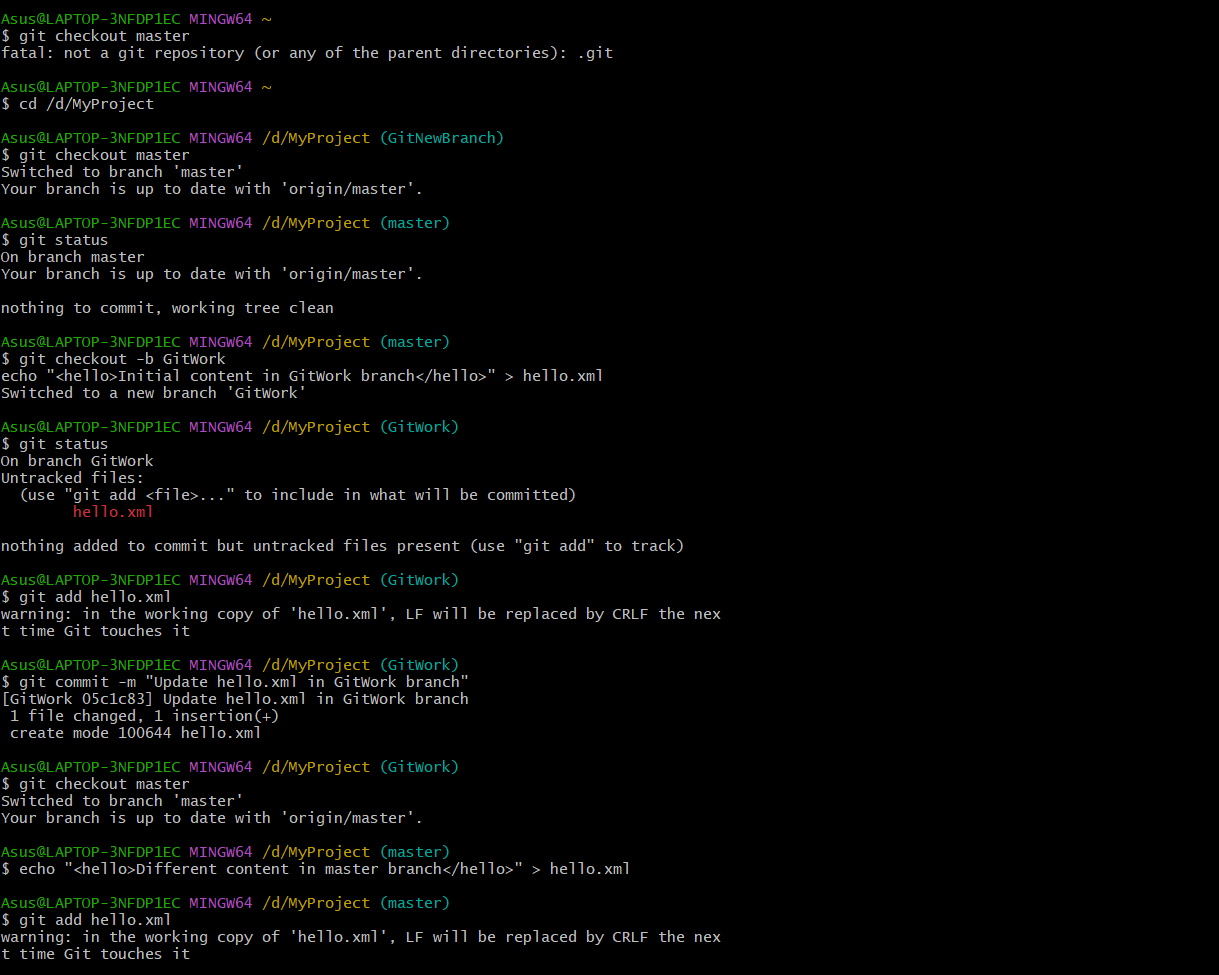 Asus@LAPTOP-3NFDP1EC MINGW64 ~
$ git checkout master
fatal: not a git repository (or any of the parent directories): .git
Asus@LAPTOP-3NFDP1EC MINGW64 ~
$ cd /d/MyProject
Asus@LAPTOP-3NFDP1EC MINGW64 /d/MyProject (GitNewBranch)
$ git checkout master
Switched to branch 'master'
Your branch is up to date with 'origin/master'.
Asus@LAPTOP-3NFDP1EC MINGW64 /d/MyProject (master)
$ git status
On branch master
Your branch is up to date with 'origin/master'.
nothing to commit, working tree clean
Asus@LAPTOP-3NFDP1EC MINGW64 /d/MyProject (master)
$ git checkout -b GitWork
echo "<hello>Initial content in GitWork branch</hello>" > hello.xml
Switched to a new branch 'GitWork'
Asus@LAPTOP-3NFDP1EC MINGW64 /d/MyProject (GitWork)
$ git status
On branch GitWork
Untracked files:
  (use "git add <file>..." to include in what will be committed)
        hello.xml
nothing added to commit but untracked files present (use "git add" to track)
Asus@LAPTOP-3NFDP1EC MINGW64 /d/MyProject (GitWork)
$ git add hello.xml
warning: in the working copy of 'hello.xml', LF will be replaced by CRLF the nex
t time Git touches it
Asus@LAPTOP-3NFDP1EC MINGW64 /d/MyProject (GitWork)
$ git commit -m "Update hello.xml in GitWork branch"
[GitWork 05c1c83] Update hello.xml in GitWork branch
 1 file changed, 1 insertion(+)
 create mode 100644 hello.xml
Asus@LAPTOP-3NFDP1EC MINGW64 /d/MyProject (GitWork)
$ git checkout master
Switched to branch 'master'
Your branch is up to date with 'origin/master'.
Asus@LAPTOP-3NFDP1EC MINGW64 /d/MyProject (master)
$ echo "<hello>Different content in master branch</hello>" > hello.xml
Asus@LAPTOP-3NFDP1EC MINGW64 /d/MyProject (master)
$ git add hello.xml
warning: in the working copy of 'hello.xml', LF will be replaced by CRLF the nex
t time Git touches it